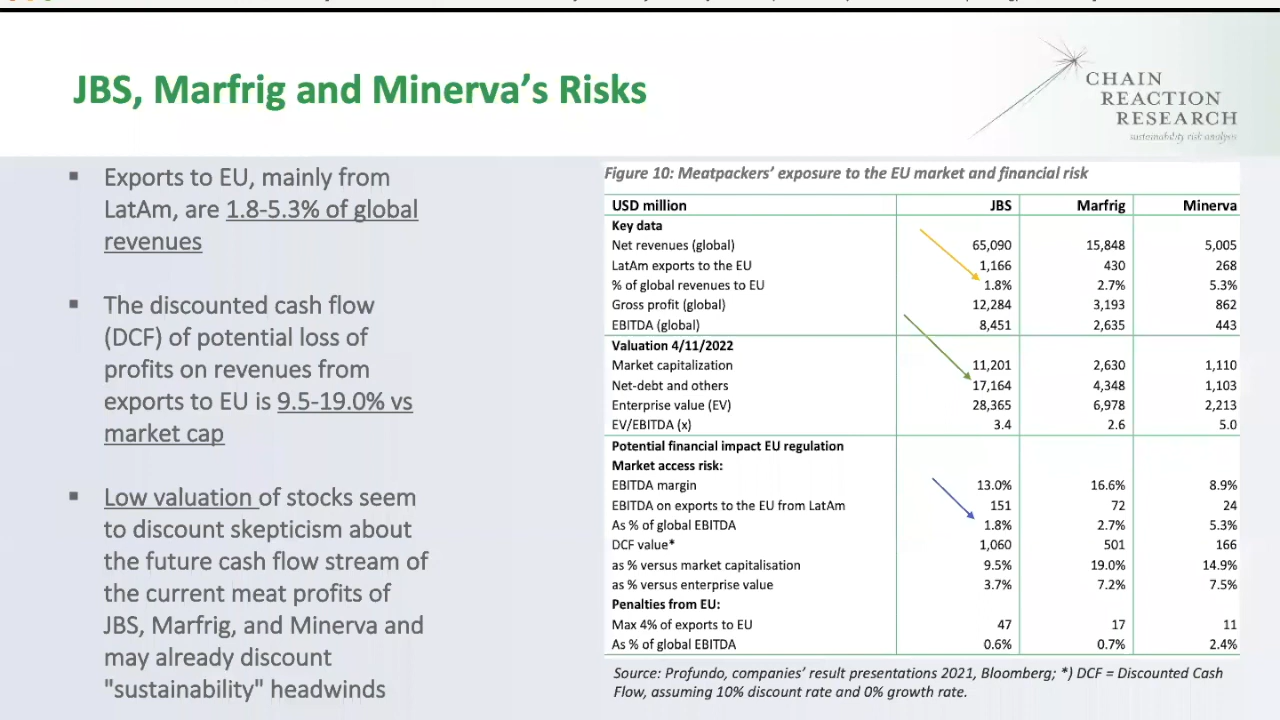 JBS, Marfrig and Minerva’s Risks
CHAIN
REACTION
RESEARCH
sustainability risk analysis
▪ Exports to EU, mainly from
LatAm, are 1.8-5.3% of global
revenues
▪ The discounted cash flow
(DCF) of potential loss of
profits on revenues from
exports to EU is 9.5-19.0% vs
market cap
▪ Low valuation of stocks seem
to discount skepticism about
the future cash flow stream of
the current meat profits of
JBS, Marfrig, and Minerva and
may already discount
"sustainability" headwinds
Figure 10: Meatpackers’ exposure to the EU market and financial risk
USD million JBS Marfrig Minerva
Key data
Net revenues (global) 65,090 15,848 5,005
LatAm exports to the EU 1,166 430 268
% of global revenues to EU 1.8% 2.7% 5.3%
Gross profit (global) 12,284 3,193 862
EBITDA (global) 8,451 2,635 443
Valuation 4/11/2022
Market capitalization 11,201 2,630 1,110
Net-debt and others 17,164 4,348 1,103
Enterprise value (EV) 28,365 6,978 2,213
EV/EBITDA (x) 3.4 2.6 5.0
Potential financial impact EU regulation
Market access risk:
EBITDA margin 13.0% 16.6% 8.9%
EBITDA on exports to the EU from LatAm 151 72 24
As % of global EBITDA 1.8% 2.7% 5.3%
DCF value* 1,060 501 166
as % versus market capitalisation 9.5% 19.0% 14.9%
as % versus enterprise value 3.7% 7.2% 7.5%
Penalties from EU:
Max 4% of exports to EU 47 17 11
As % of global EBITDA 0.6% 0.7% 2.4%
Source: Profundo, companies’ result presentations 2021, Bloomberg; *) DCF = Discounted Cash
Flow, assuming 10% discount rate and 0% growth rate.